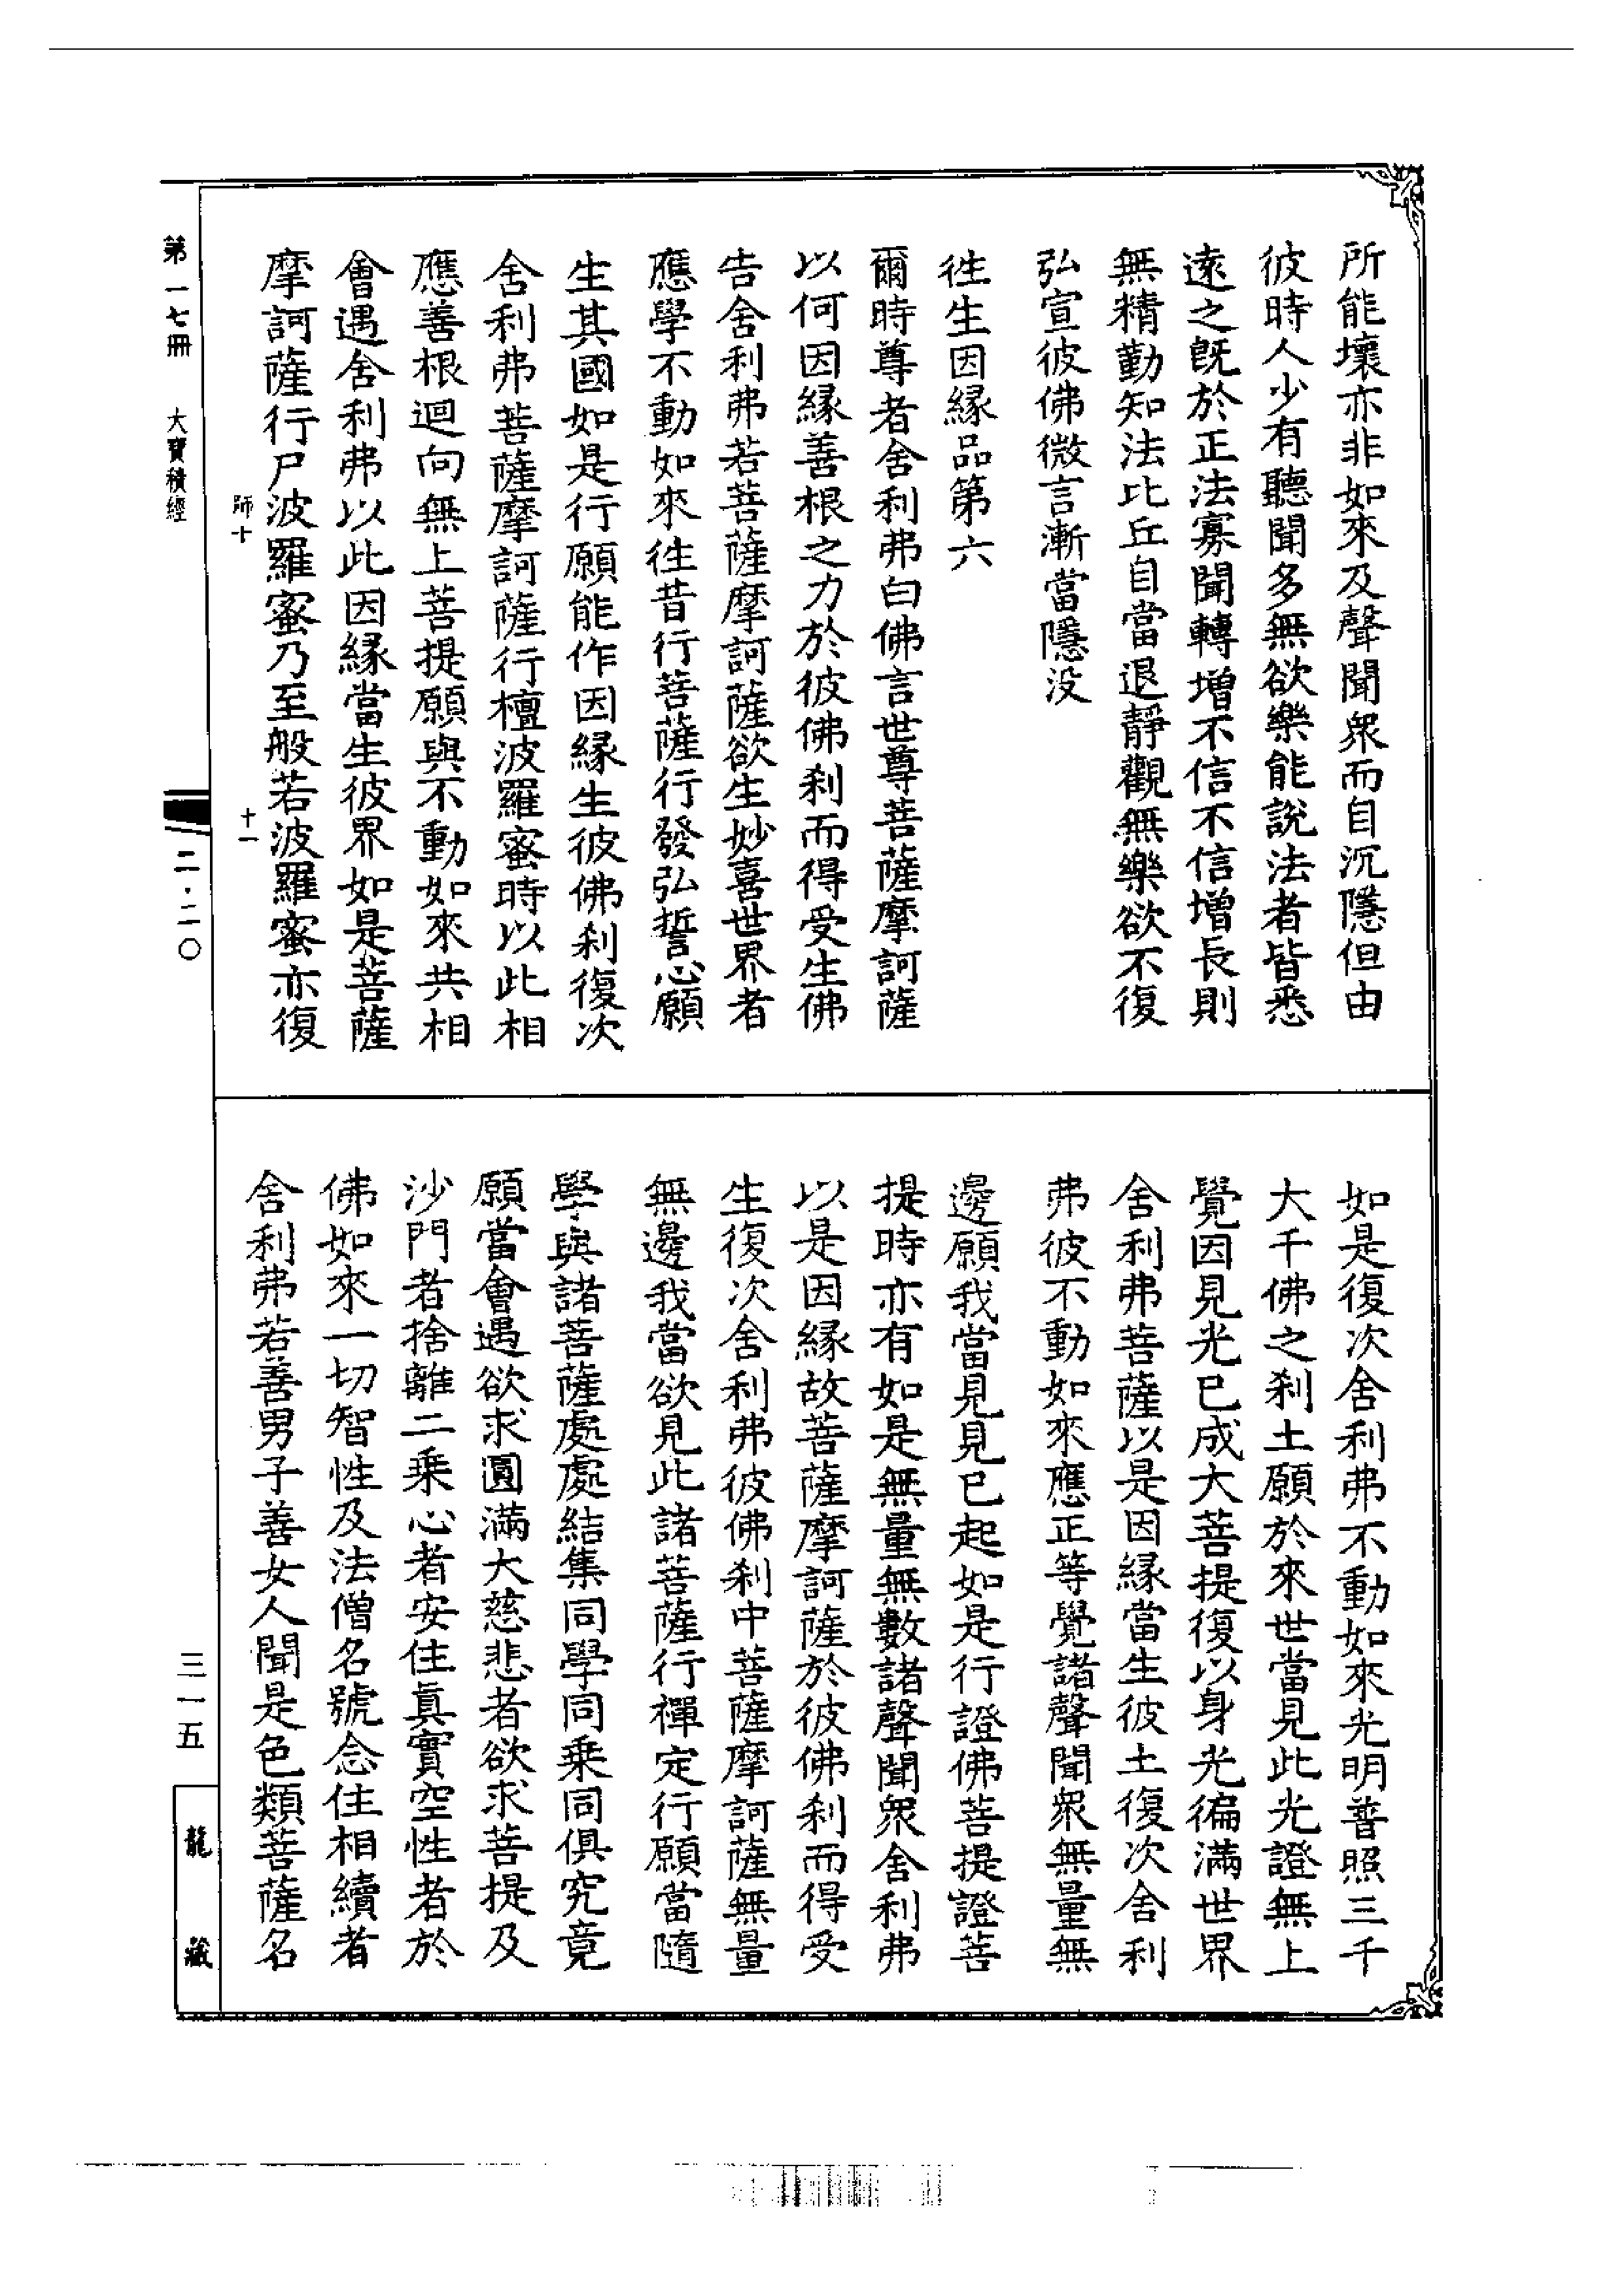 所能壞亦非如來及聲聞衆而自沉隱但由
彼時人少有聽聞多無欲樂能說法者皆悉
遠之旣於正法寡聞轉增不信不信增長則
無精勤知法比丘自當退靜觀無樂欲不復
弘宣彼佛微言漸當隱没
徃生因緣品第六
爾時尊者舍利弗白佛言世尊菩薩摩訶薩
以何因緣善根之力於彼佛刹而得受生佛
告舍利弗若菩薩摩訶薩欲生妙喜世界者
應學不動如來徃昔行菩薩行發弘誓心願
生其國如是行願能作因緣生彼佛刹復次
舍利弗菩薩摩訶薩行檀波羅蜜時以此相
應善根迴向無上菩提願與不動如來共相
會遇舍利弗以此因緣當生彼界如是菩薩
摩訶薩行尸波羅蜜乃至般若波羅蜜亦復
師十
十一
如是復次舍利弗不動如來光明普照三千
大千佛之刹土願於來世當見此光證無上
覺因見光已成大菩提復以身光徧滿世界
舍利弗菩薩以是因緣當生彼土復次舍利
弗彼不動如來應正等覺諸聲聞衆無量無
邊願我當見見已起如是行證佛菩提證菩
提時亦有如是無量無數諸聲聞衆舍利弗
以是因緣故菩薩摩訶薩於彼佛刹而得受
生復次舍利弗彼佛刹中菩薩摩訶薩無量
無邊我當欲見此諸菩薩行禪定行願當隨
學與諸菩薩處處結集同學同乗同俱究竟
願當會遇欲求圓滿大慈悲者欲求菩提及
沙門者捨離二乗心者安住眞實空性者於
佛如來一切智性及法僧名號念住相續者
舍利弗若善男子善女人聞是色類菩薩名
第一七冊 大寶積經
二·二〇
三一五
龍藏